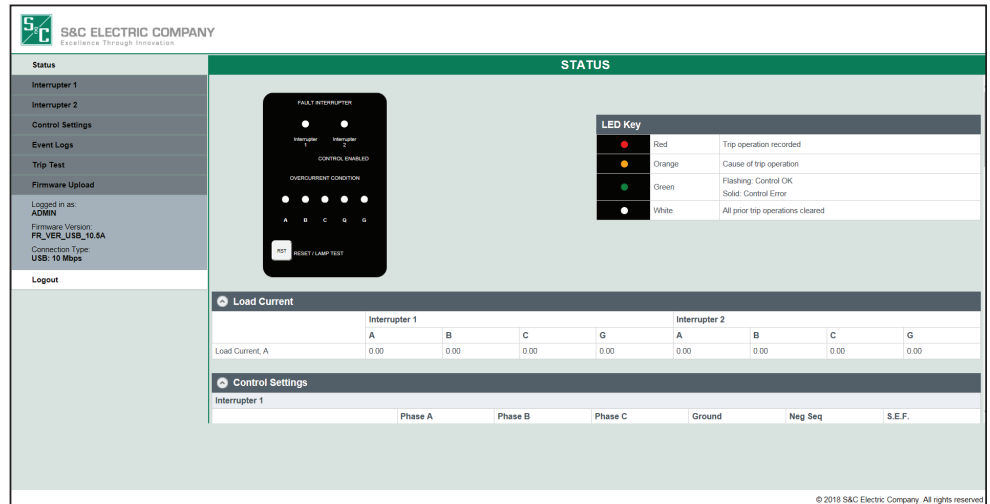 S&C
S&C ELECTRIC COMPANY
Excellence Through Innovation
Status
Interrupter 1
Interrupter 2
Control Settings
Event Logs
Trip Test
Firmware Upload
Logged in as:
ADMIN
Firmware Version:
FR_VER_USB_10.5A
Connection Type:
USB: 10 Mbps
Logout
STATUS
FAULT INTERRUPTER
Interrupter 1 Interrupter 2
CONTROL ENABLED
OVERCURRENT CONDITION
A B C Q G
RST RESET / LAMP TEST
LED Key
Red Trip operation recorded
Orange Cause of trip operation
Green Flashing: Control OK
Solid: Control Error
White All prior trip operations cleared
Load Current
Interrupter 1 Interrupter 2
A B C G A B C G
Load Current, A 0.00 0.00 0.00 0.00 0.00 0.00 0.00 0.00
Control Settings
Interrupter 1
Phase A Phase B Phase C Ground Neg Seq S.E.F.
© 2018 S&C Electric Company. All rights reserved